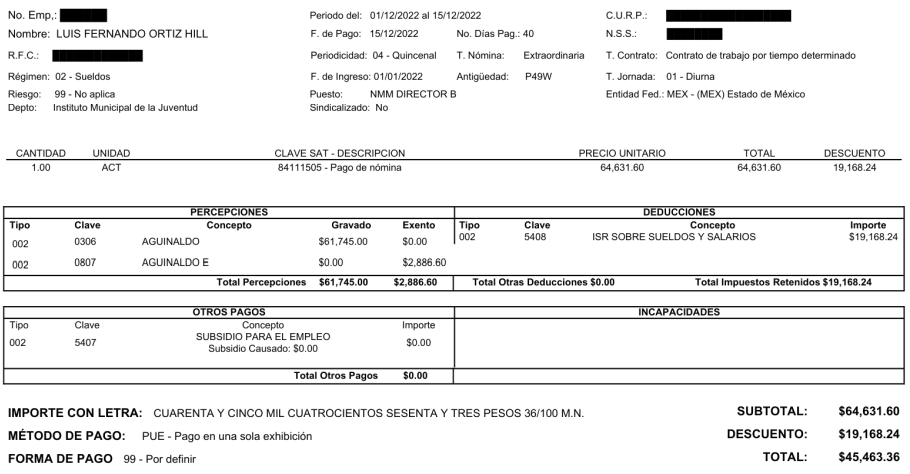 No. Emp,: Periodo del: 01/12/2022 al 15/12/2022 C.U.R.P.:
Nombre: LUIS FERNANDO ORTIZ HILL F. de Pago: 15/12/2022 No. Días Pag.: 40 N.S.S.:
R.F.C.: Periodicidad: 04 - Quincenal T. Nómina: Extraordinaria T. Contrato: Contrato de trabajo por tiempo determinado
Régimen: 02 - Sueldos F. de Ingreso: 01/01/2022 Antigüedad: P49W T. Jornada: 01 - Diurna
Riesgo: 99 - No aplica Puesto: NMM DIRECTOR B Entidad Fed.: MEX - (MEX) Estado de México
Depto: Instituto Municipal de la Juventud Sindicalizado: No
CANTIDAD UNIDAD CLAVE SAT - DESCRIPCION PRECIO UNITARIO TOTAL DESCUENTO
1.00 ACT 84111505 - Pago de nómina 64,631.60 64,631.60 19,168.24
PERCEPCIONES DEDUCCIONES
Tipo Clave Concepto Gravado Exento Tipo Clave Concepto Importe
002 0306 AGUINALDO $61,745.00 $0.00 002 5408 ISR SOBRE SUELDOS Y SALARIOS $19,168.24
002 0807 AGUINALDO E $0.00 $2,886.60
Total Percepciones $61,745.00 $2,886.60 Total Otras Deducciones $0.00 Total Impuestos Retenidos $19,168.24
OTROS PAGOS INCAPACIDADES
Tipo Clave Concepto Importe
002 5407 SUBSIDIO PARA EL EMPLEO $0.00
Subsidio Causado: $0.00
Total Otros Pagos $0.00
IMPORTE CON LETRA: CUARENTA Y CINCO MIL CUATROCIENTOS SESENTA Y TRES PESOS 36/100 M.N. SUBTOTAL: $64,631.60
MÉTODO DE PAGO: PUE - Pago en una sola exhibición DESCUENTO: $19,168.24
FORMA DE PAGO 99 - Por definir TOTAL: $45,463.36